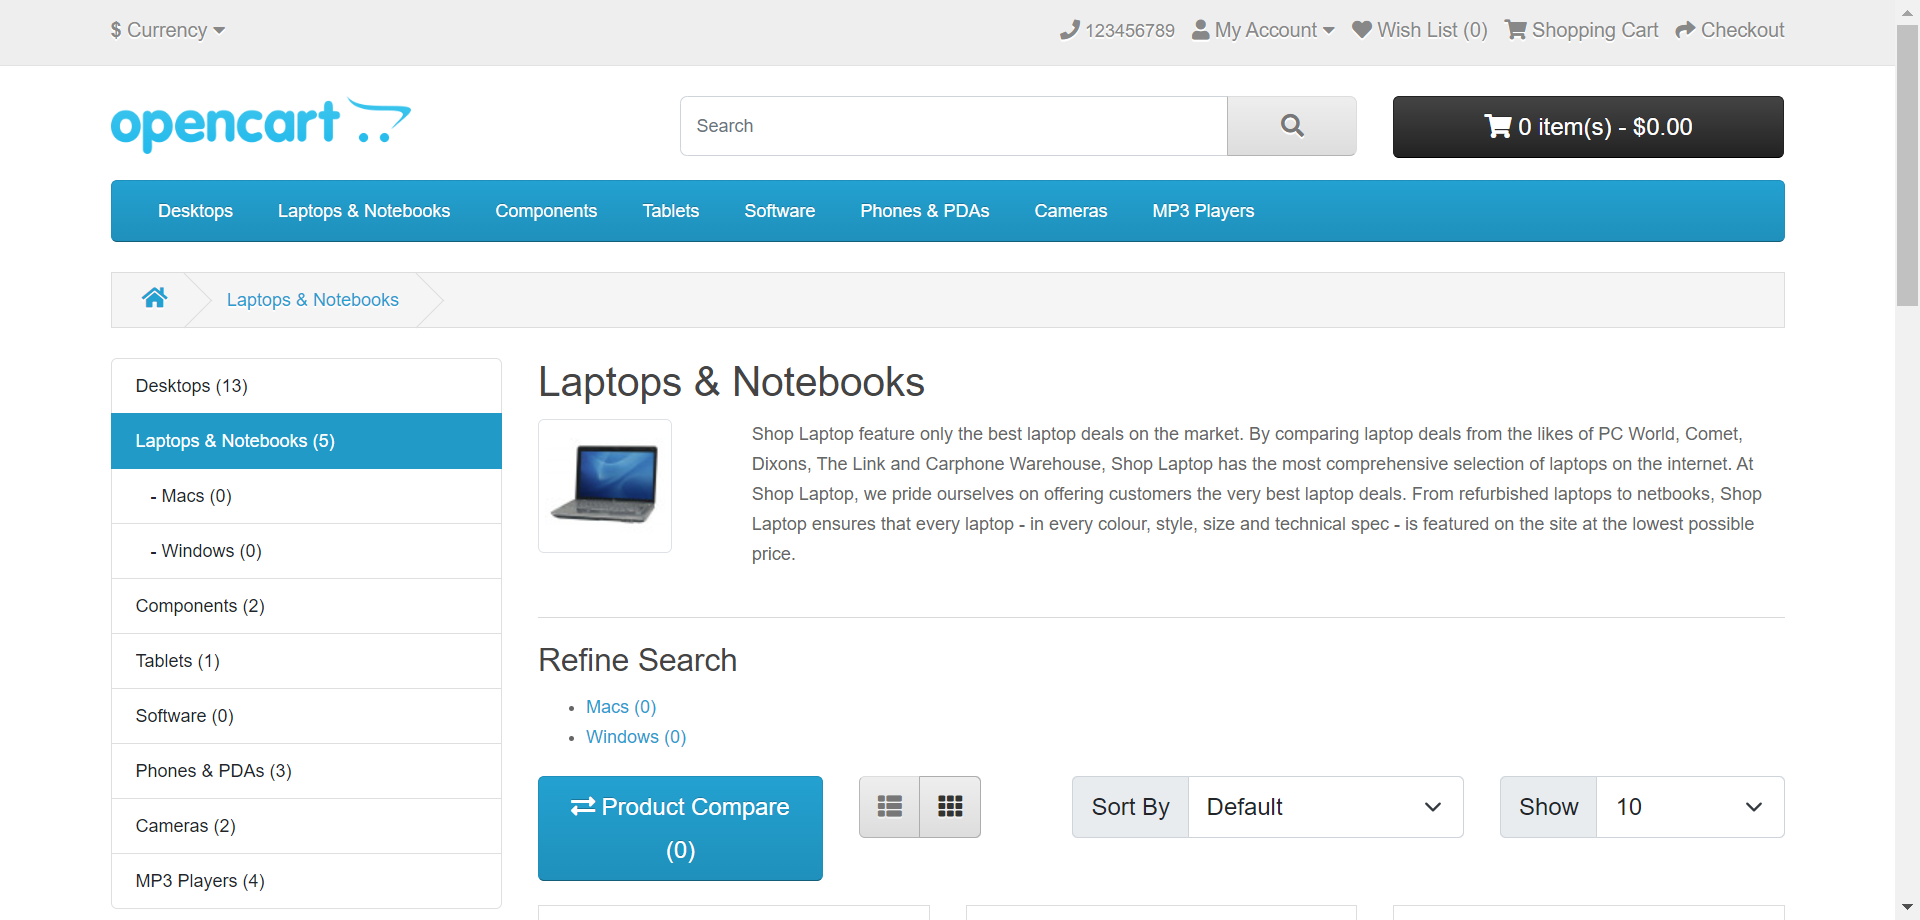 $ Currency
123456789 My Account Wish List (0) Shopping Cart Checkout
opencart
Search
0 item(s) - $0.00
Desktops Laptops & Notebooks Components Tablets Software Phones & PDAs Cameras MP3 Players
Laptops & Notebooks
Desktops (13)
Laptops & Notebooks (5)
- Macs (0)
- Windows (0)
Components (2)
Tablets (1)
Software (0)
Phones & PDAs (3)
Cameras (2)
MP3 Players (4)
Laptops & Notebooks
Shop Laptop feature only the best laptop deals on the market. By comparing laptop deals from the likes of PC World, Comet,
Dixons, The Link and Carphone Warehouse, Shop Laptop has the most comprehensive selection of laptops on the internet. At
Shop Laptop, we pride ourselves on offering customers the very best laptop deals. From refurbished laptops to netbooks, Shop
Laptop ensures that every laptop - in every colour, style, size and technical spec - is featured on the site at the lowest possible
price.
Refine Search
Macs (0)
Windows (0)
Product Compare
(0)
Sort By Default
Show 10